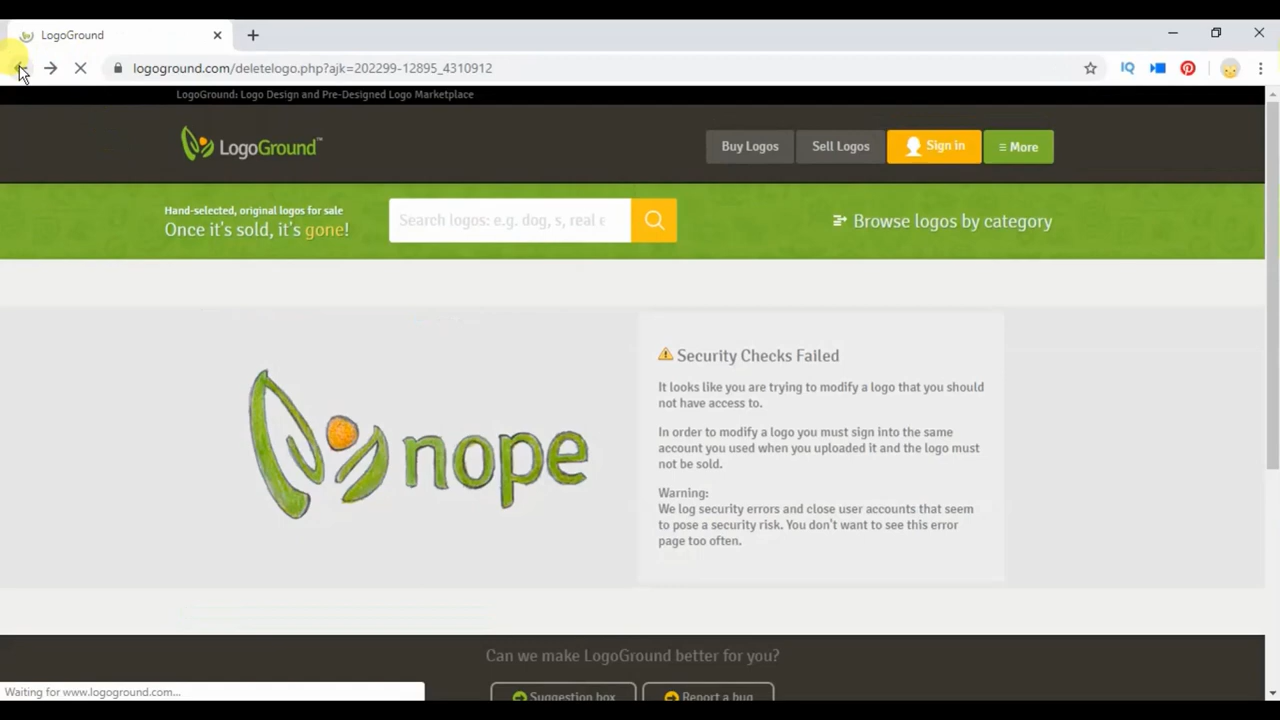 LogoGround
logoground.com/deletelogo.php?ajk=202299-12895_4310912
IQ
LogoGround: Logo Design and Pre-Designed Logo Marketplace
LogoGround™
Buy Logos
Sell Logos
Sign in
≡ More
Hand-selected, original logos for sale
Once it's sold, it's gone!
Search logos: e.g. dog, s, real e
Browse logos by category
nope
Security Checks Failed
It looks like you are trying to modify a logo that you should
not have access to.
In order to modify a logo you must sign into the same
account you used when you uploaded it and the logo must
not be sold.
Warning:
We log security errors and close user accounts that seem
to pose a security risk. You don't want to see this error
page too often.
Can we make LogoGround better for you?
Suggestion box
Report a bug
Waiting for www.logoground.com...